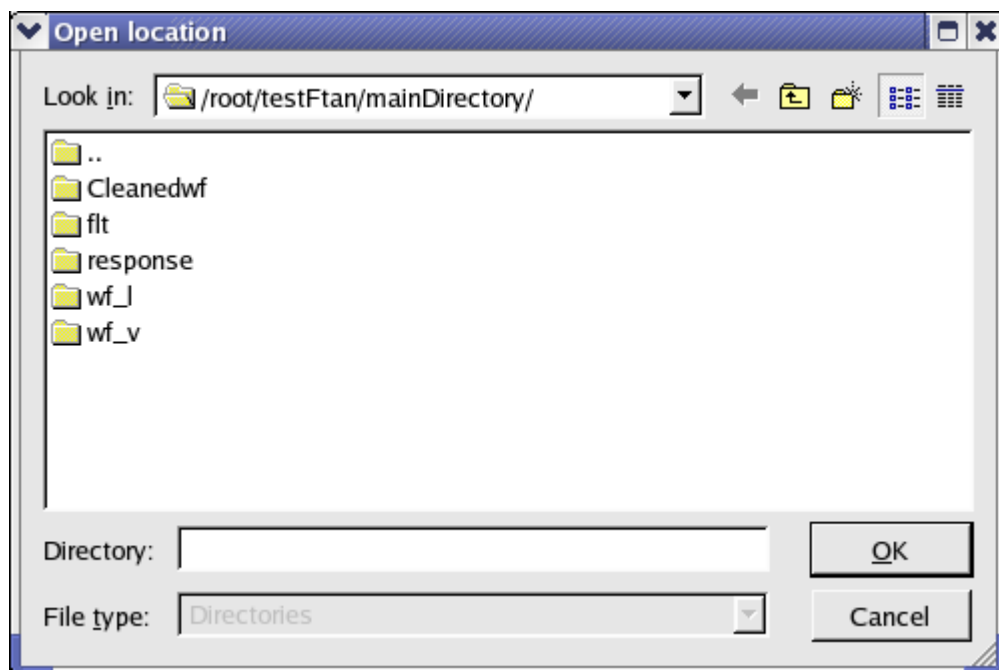 Open location
Look in: /root/testFtan/mainDirectory/
..
Cleanedwf
flt
response
wf_l
wf_v
Directory: OK
File type: Directories Cancel